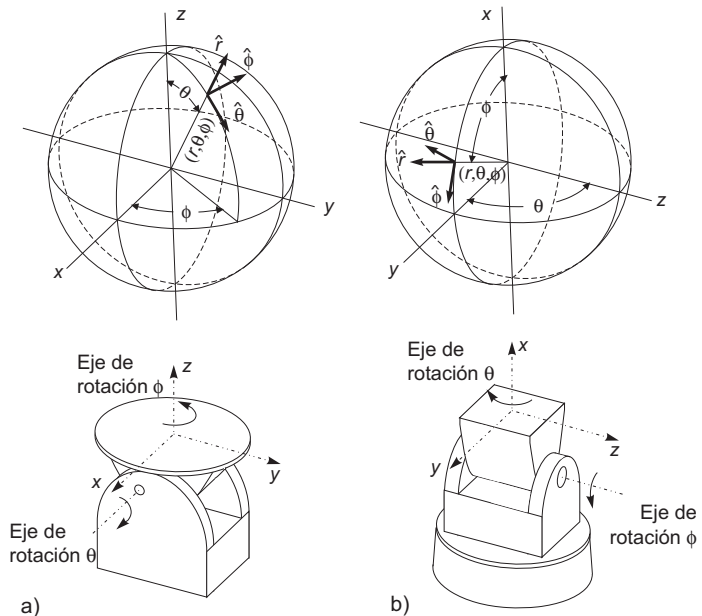 z
r̂
ϕ̂
θ
θ̂
(r,θ,ϕ)
ϕ
y
x
x
ϕ
θ̂
r̂
(r,θ,ϕ)
ϕ̂
θ
z
y
Eje de
rotación ϕ
z
y
x
Eje de
rotación θ
a)
Eje de
rotación θ
x
z
y
Eje de
rotación ϕ
b)